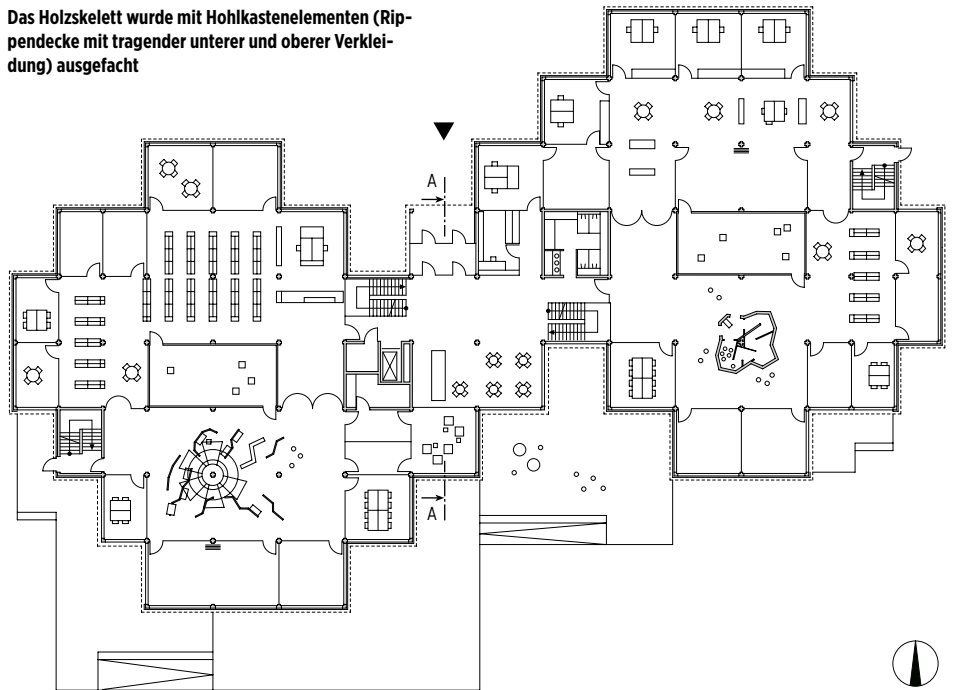 Das Holzskelett wurde mit Hohlkastenelementen (Rip-
pendecke mit tragender unterer und oberer Verklei-
dung) ausgefacht
A
A